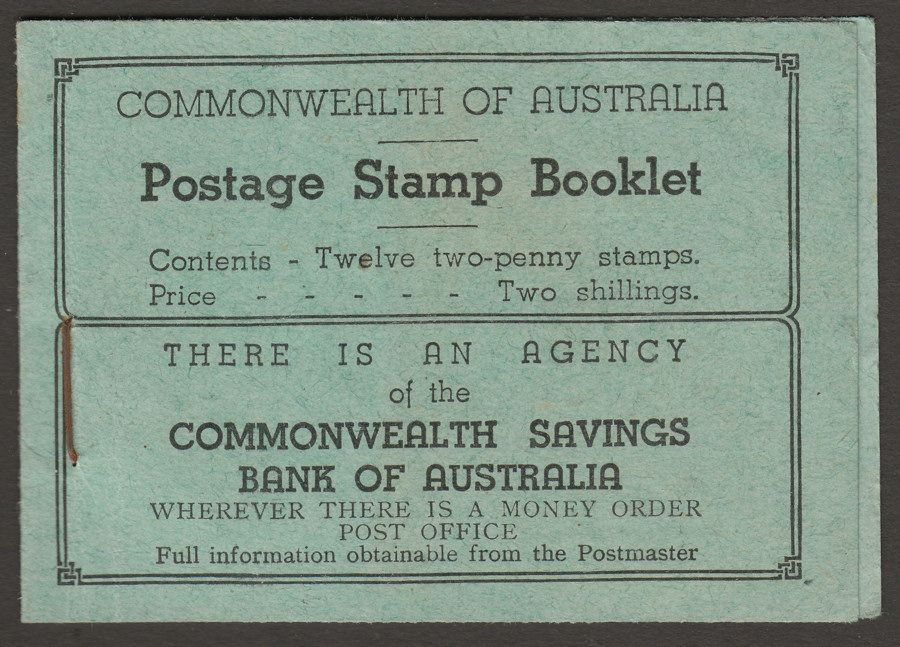 COMMONWEALTH OF AUSTRALIA
Postage Stamp Booklet
Contents - Twelve two-penny stamps.
Price - - - - - Two shillings.
THERE IS AN AGENCY
of the
COMMONWEALTH SAVINGS
BANK OF AUSTRALIA
WHEREVER THERE IS A MONEY ORDER
POST OFFICE
Full information obtainable from the Postmaster